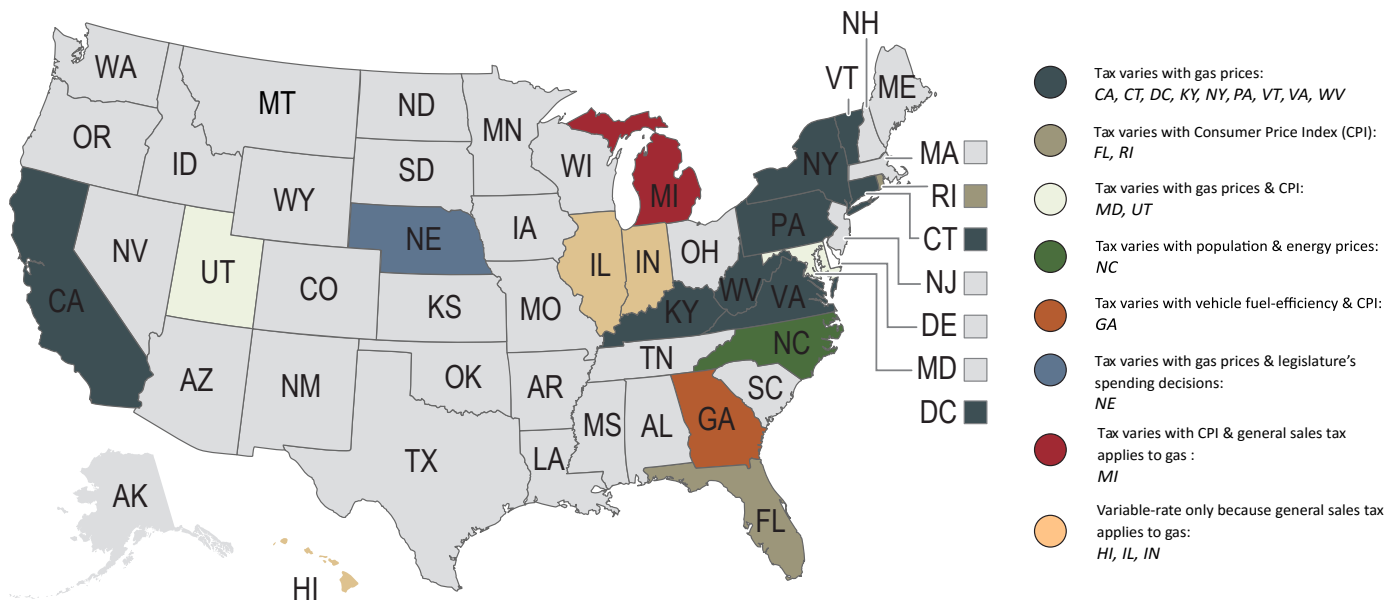 NH
VT
WA
ME
MT
ND
MN
OR
ID
WI
NY
MA
SD
WY
MI
RI
IA
PA
NE
CT
NV
OH
UT
IL
IN
NJ
CO
WV
VA
CA
KS
MO
KY
DE
NC
TN
MD
AZ
OK
NM
AR
SC
DC
MS
AL
GA
TX
LA
AK
FL
HI
Tax varies with gas prices:
CA, CT, DC, KY, NY, PA, VT, VA, WV
Tax varies with Consumer Price Index (CPI):
FL, RI
Tax varies with gas prices & CPI:
MD, UT
Tax varies with population & energy prices:
NC
Tax varies with vehicle fuel-efficiency & CPI:
GA
Tax varies with gas prices & legislature's
spending decisions:
NE
Tax varies with CPI & general sales tax
applies to gas :
MI
Variable-rate only because general sales tax
applies to gas:
HI, IL, IN